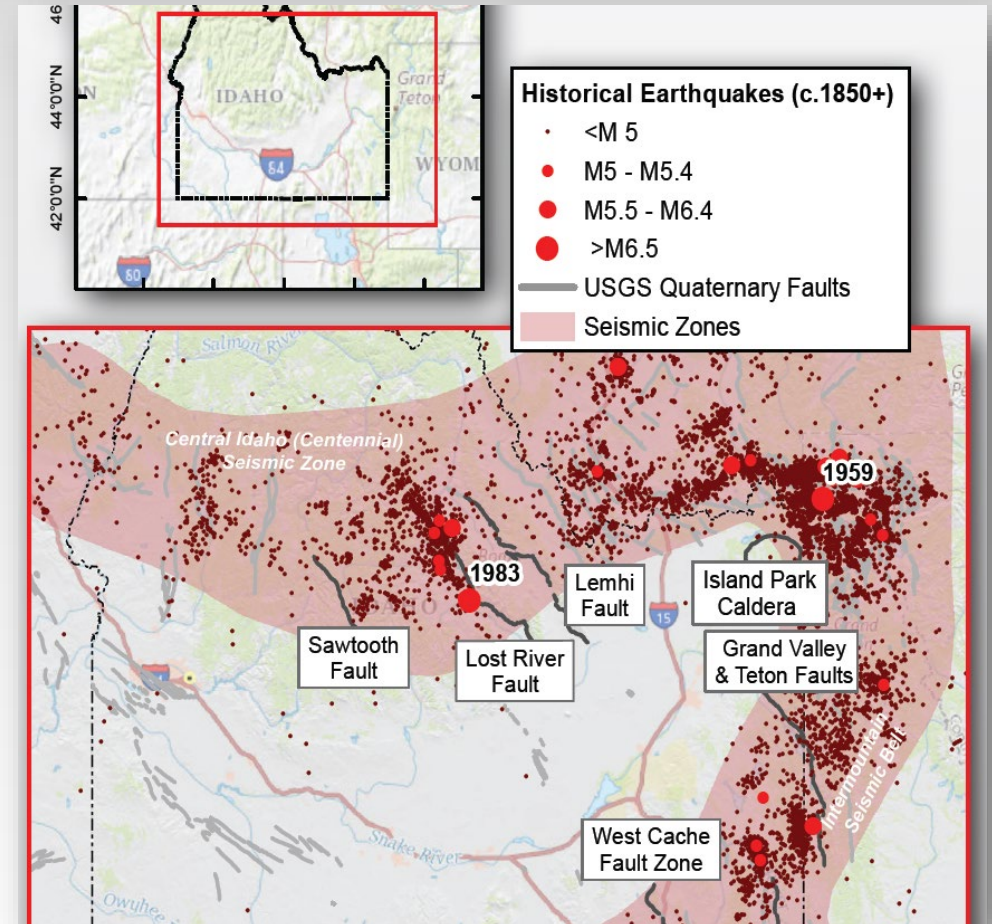 46
44°0'0"N
42°0'0"N
IDAHO
Grand
Teton
WYOM
84
80
Historical Earthquakes (c.1850+)
<M 5
M5 - M5.4
M5.5 - M6.4
>M6.5
USGS Quaternary Faults
Seismic Zones
Salmon River
Central Idaho (Centennial)
Seismic Zone
1959
1983
Lemhi
Fault
Island Park
Caldera
15
Sawtooth
Fault
Lost River
Fault
Grand Valley
& Teton Faults
Grand
Intermountain
Seismic Belt
West Cache
Fault Zone
Snake River
Owyhee